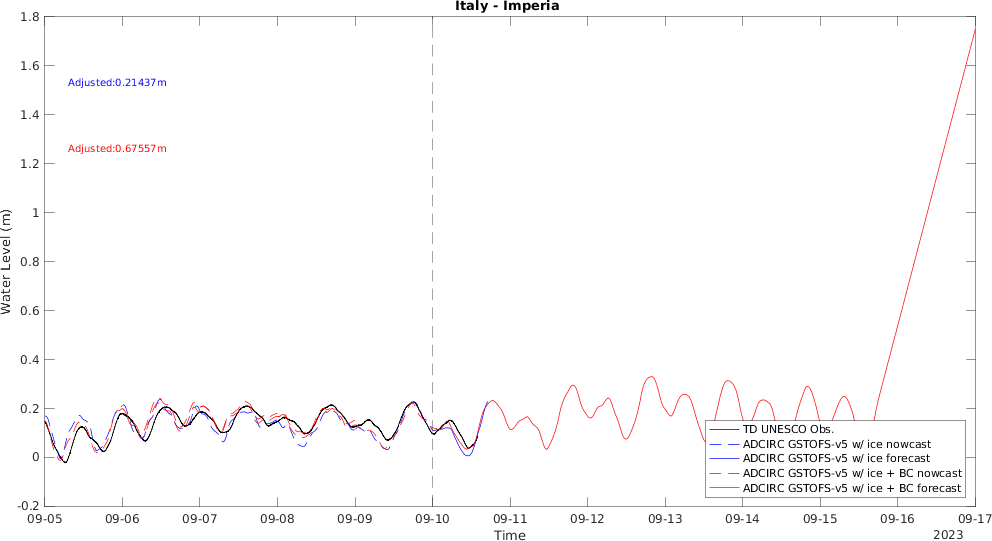 Italy - Imperia
1.8
1.6
1.4
1.2
1
0.8
0.6
0.4
0.2
0
-0.2
Water Level (m)
Adjusted:0.21437m
Adjusted:0.67557m
TD UNESCO Obs.
ADCIRC GSTOFS-v5 w/ ice nowcast
ADCIRC GSTOFS-v5 w/ ice forecast
ADCIRC GSTOFS-v5 w/ ice + BC nowcast
ADCIRC GSTOFS-v5 w/ ice + BC forecast
09-05 09-06 09-07 09-08 09-09 09-10 09-11 09-12 09-13 09-14 09-15 09-16 09-17
Time
2023